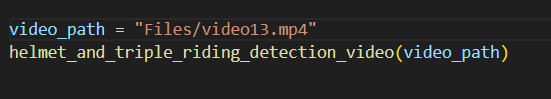 video_path = "Files/video13.mp4"
helmet_and_triple_riding_detection_video(video_path)